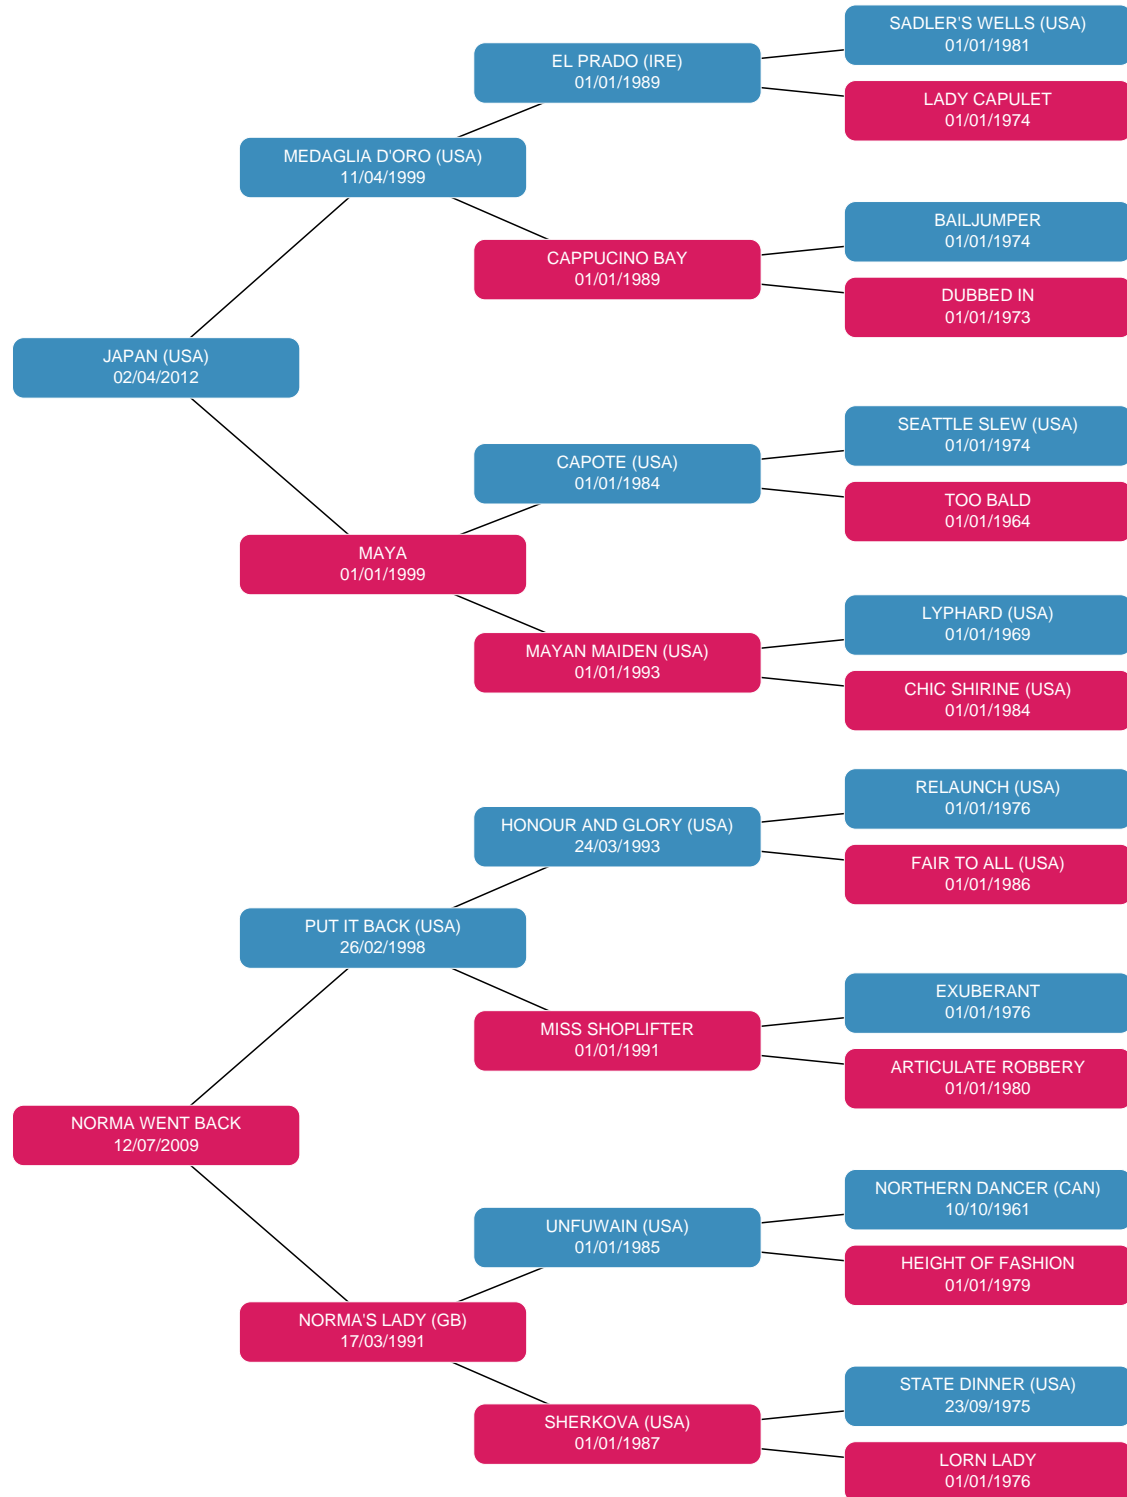 SADLER'S WELLS (USA)
01/01/1981
EL PRADO (IRE)
01/01/1989
LADY CAPULET
01/01/1974
MEDAGLIA D'ORO (USA)
11/04/1999
BAILJUMPER
01/01/1974
CAPPUCINO BAY
01/01/1989
DUBBED IN
01/01/1973
JAPAN (USA)
02/04/2012
SEATTLE SLEW (USA)
01/01/1974
CAPOTE (USA)
01/01/1984
TOO BALD
01/01/1964
MAYA
01/01/1999
LYPHARD (USA)
01/01/1969
MAYAN MAIDEN (USA)
01/01/1993
CHIC SHIRINE (USA)
01/01/1984
RELAUNCH (USA)
01/01/1976
HONOUR AND GLORY (USA)
24/03/1993
FAIR TO ALL (USA)
01/01/1986
PUT IT BACK (USA)
26/02/1998
EXUBERANT
01/01/1976
MISS SHOPLIFTER
01/01/1991
ARTICULATE ROBBERY
01/01/1980
NORMA WENT BACK
12/07/2009
NORTHERN DANCER (CAN)
10/10/1961
UNFUWAIN (USA)
01/01/1985
HEIGHT OF FASHION
01/01/1979
NORMA'S LADY (GB)
17/03/1991
STATE DINNER (USA)
23/09/1975
SHERKOVA (USA)
01/01/1987
LORN LADY
01/01/1976